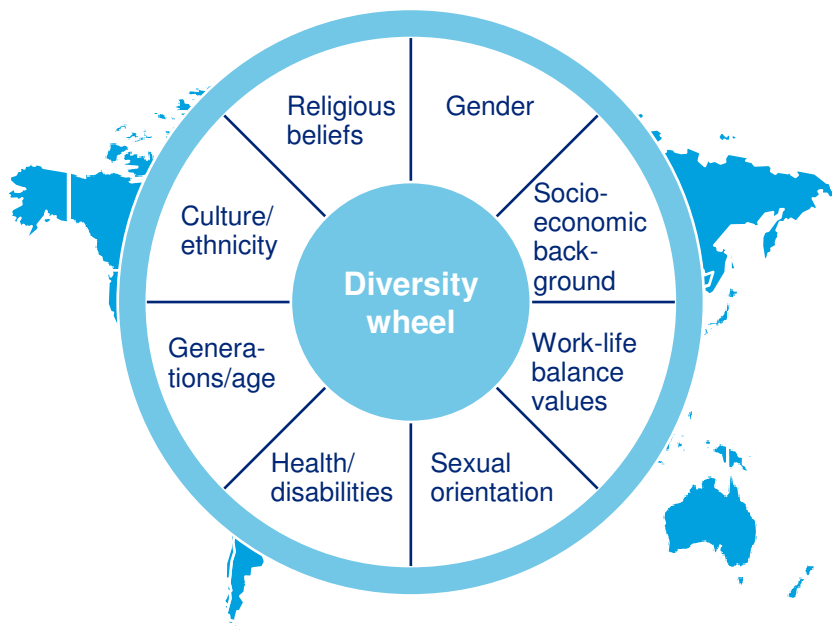 Religious
beliefs
Gender
Socio-
economic
back-
ground
Work-life
balance
values
Sexual
orientation
Health/
disabilities
Genera-
tions/age
Culture/
ethnicity
Diversity
wheel